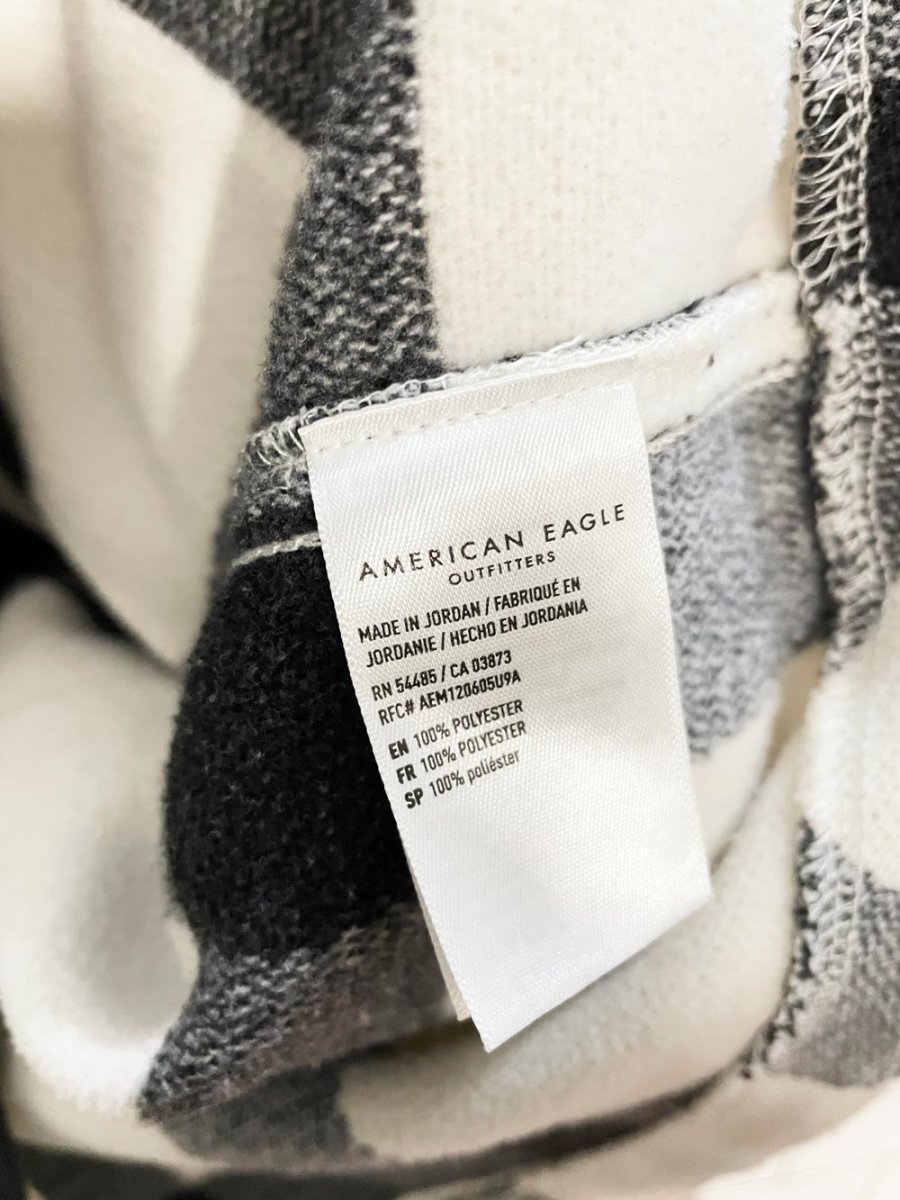 AMERICAN EAGLE
OUTFITTERS
MADE IN JORDAN / FABRIQUÉ EN
JORDANIE / HECHO EN JORDANIA
RN 54485 / CA 03873
RFC# AEM120605U9A
EN 100% POLYESTER
FR 100% POLYESTER
SP 100% poliéster